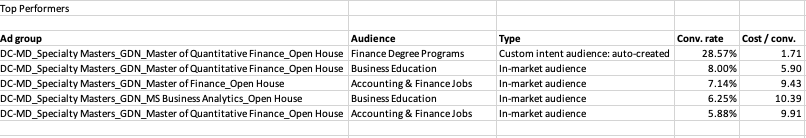 Top Performers
Ad group Audience Type Conv. rate Cost / conv.
DC-MD_Specialty Masters_GDN_Master of Quantitative Finance_Open House Finance Degree Programs Custom intent audience: auto-created 28.57% 1.71
DC-MD_Specialty Masters_GDN_Master of Quantitative Finance_Open House Business Education In-market audience 8.00% 5.90
DC-MD_Specialty Masters_GDN_Master of Finance_Open House Accounting & Finance Jobs In-market audience 7.14% 9.43
DC-MD_Specialty Masters_GDN_MS Business Analytics_Open House Business Education In-market audience 6.25% 10.39
DC-MD_Specialty Masters_GDN_Master of Quantitative Finance_Open House Accounting & Finance Jobs In-market audience 5.88% 9.91